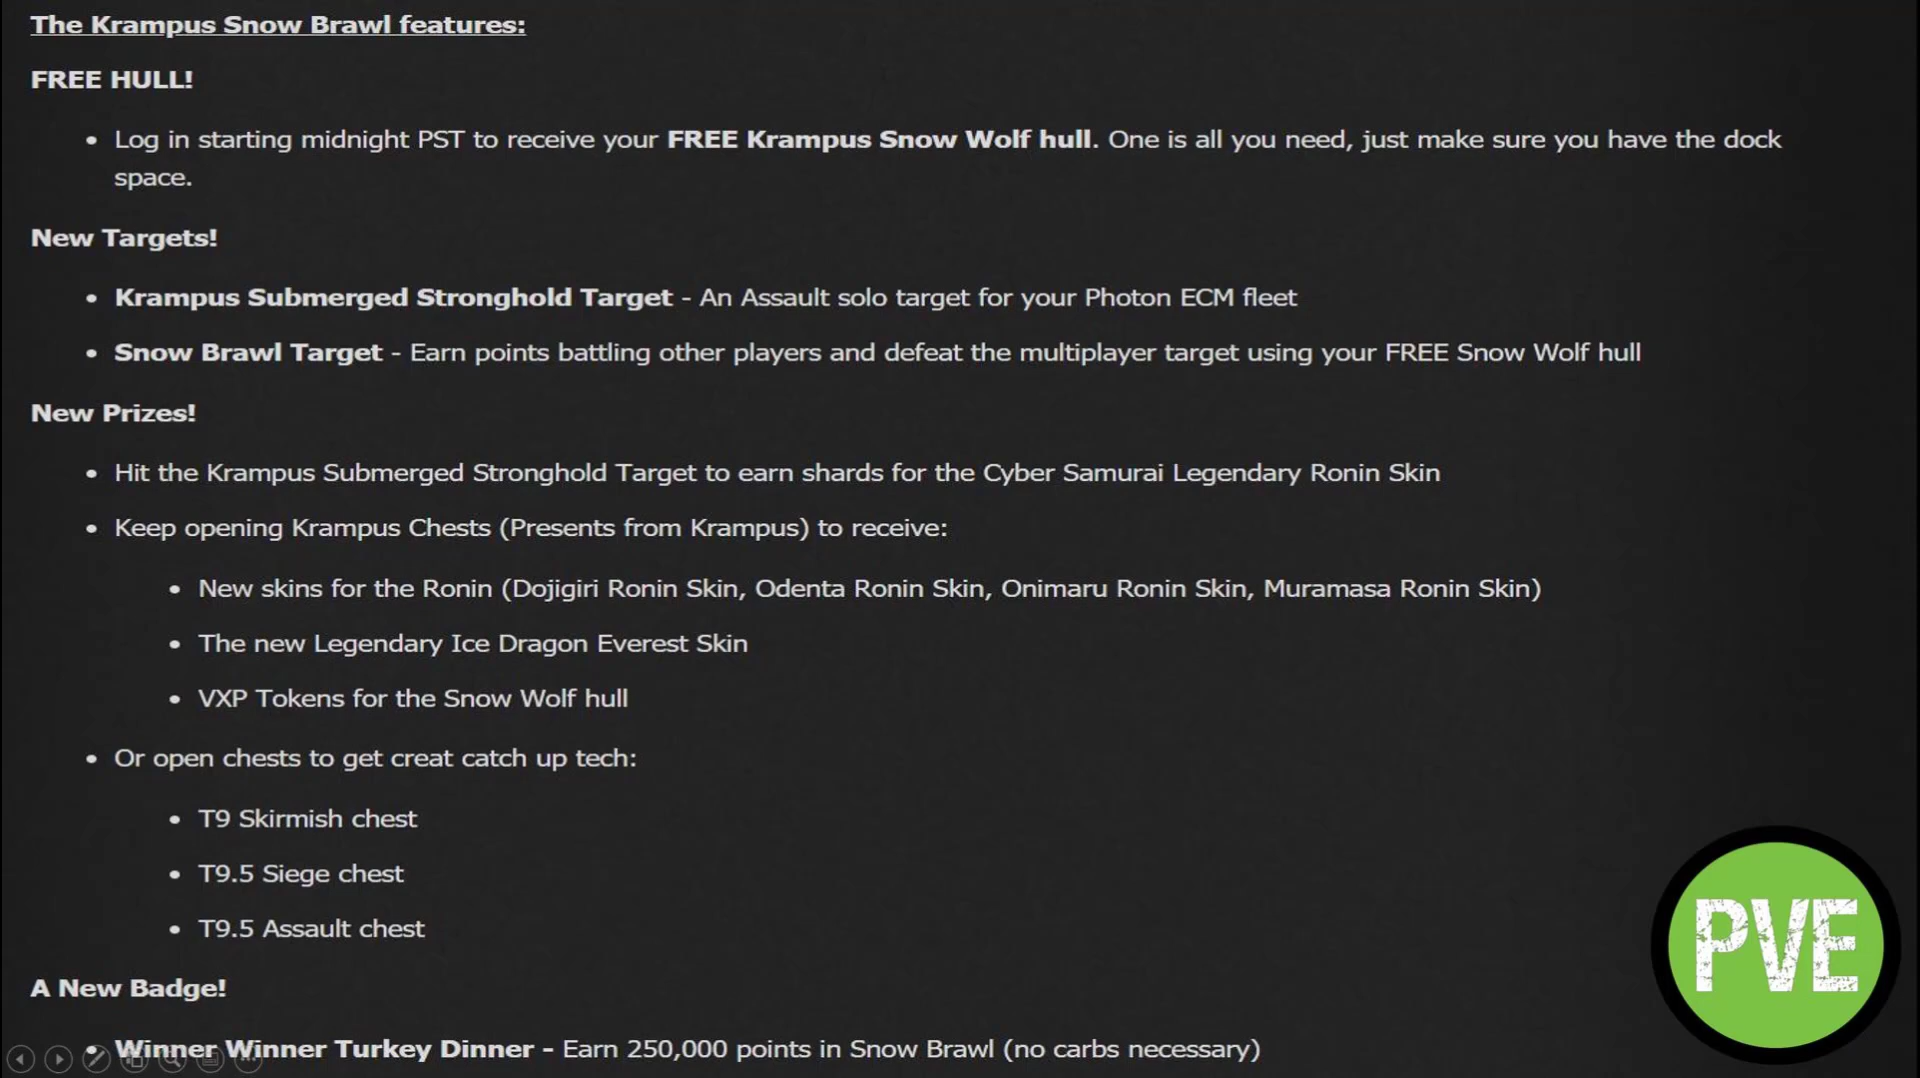 The Krampus Snow Brawl features:
FREE HULL!
• Log in starting midnight PST to receive your FREE Krampus Snow Wolf hull. One is all you need, just make sure you have the dock
space.
New Targets!
• Krampus Submerged Stronghold Target - An Assault solo target for your Photon ECM fleet
• Snow Brawl Target - Earn points battling other players and defeat the multiplayer target using your FREE Snow Wolf hull
New Prizes!
• Hit the Krampus Submerged Stronghold Target to earn shards for the Cyber Samurai Legendary Ronin Skin
• Keep opening Krampus Chests (Presents from Krampus) to receive:
• New skins for the Ronin (Dojigiri Ronin Skin, Odenta Ronin Skin, Onimaru Ronin Skin, Muramasa Ronin Skin)
• The new Legendary Ice Dragon Everest Skin
• VXP Tokens for the Snow Wolf hull
• Or open chests to get creat catch up tech:
• T9 Skirmish chest
• T9.5 Siege chest
• T9.5 Assault chest
PVE
A New Badge!
• Winner Winner Turkey Dinner - Earn 250,000 points in Snow Brawl (no carbs necessary)